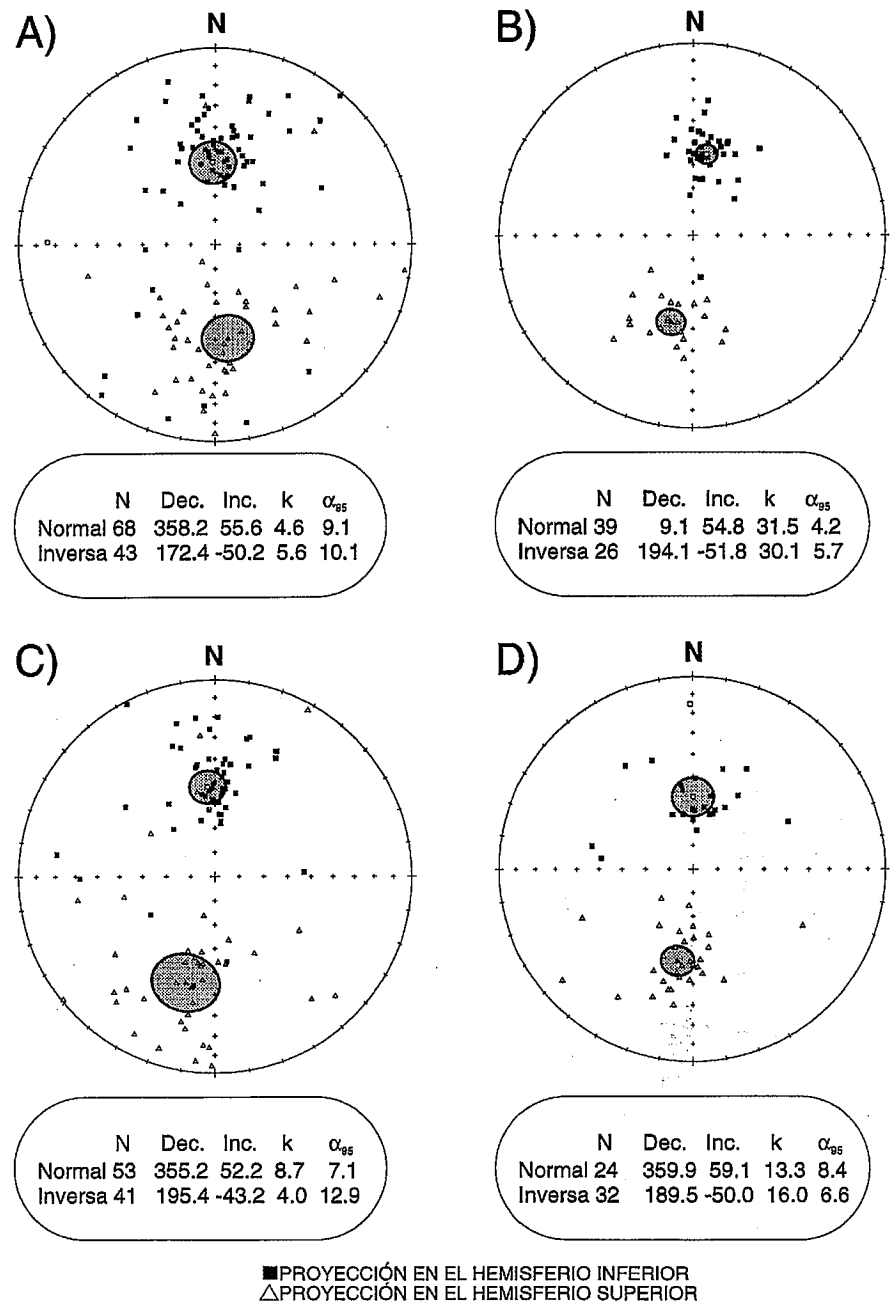 A)
N
B)
N
N Dec. Inc. k α95
Normal 68 358.2 55.6 4.6 9.1
Inversa 43 172.4 -50.2 5.6 10.1
N Dec. Inc. k α95
Normal 39 9.1 54.8 31.5 4.2
Inversa 26 194.1 -51.8 30.1 5.7
C)
N
D)
N
N Dec. Inc. k α95
Normal 53 355.2 52.2 8.7 7.1
Inversa 41 195.4 -43.2 4.0 12.9
N Dec. Inc. k α95
Normal 24 359.9 59.1 13.3 8.4
Inversa 32 189.5 -50.0 16.0 6.6
PROYECCIÓN EN EL HEMISFERIO INFERIOR
PROYECCIÓN EN EL HEMISFERIO SUPERIOR